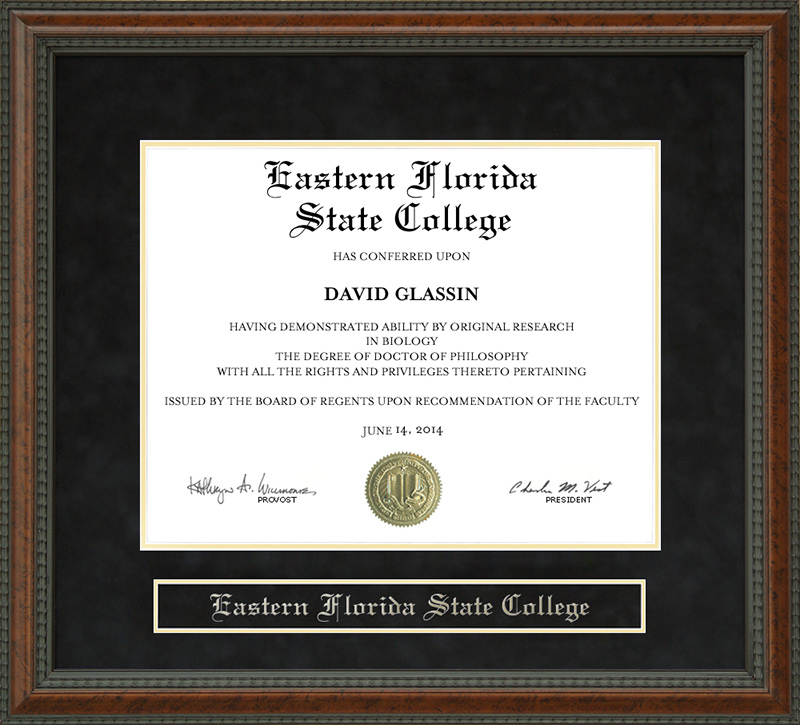 Eastern Florida
State College
HAS CONFERRED UPON
DAVID GLASSIN
HAVING DEMONSTRATED ABILITY BY ORIGINAL RESEARCH
IN BIOLOGY
THE DEGREE OF DOCTOR OF PHILOSOPHY
WITH ALL THE RIGHTS AND PRIVILEGES THERETO PERTAINING
ISSUED BY THE BOARD OF REGENTS UPON RECOMMENDATION OF THE FACULTY
JUNE 14, 2014
PROVOST
Charles M. Vest
PRESIDENT
Eastern Florida State College